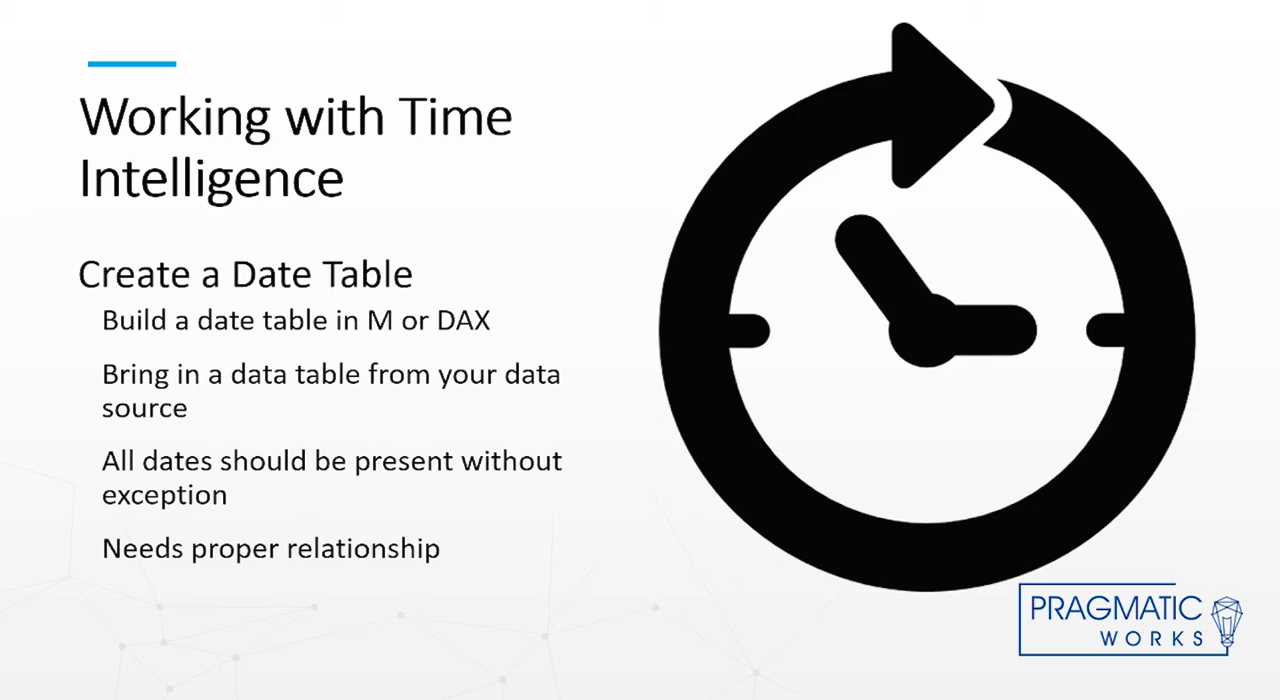 Working with Time
Intelligence
Create a Date Table
Build a date table in M or DAX
Bring in a data table from your data
source
All dates should be present without
exception
Needs proper relationship
PRAGMATIC
WORKS